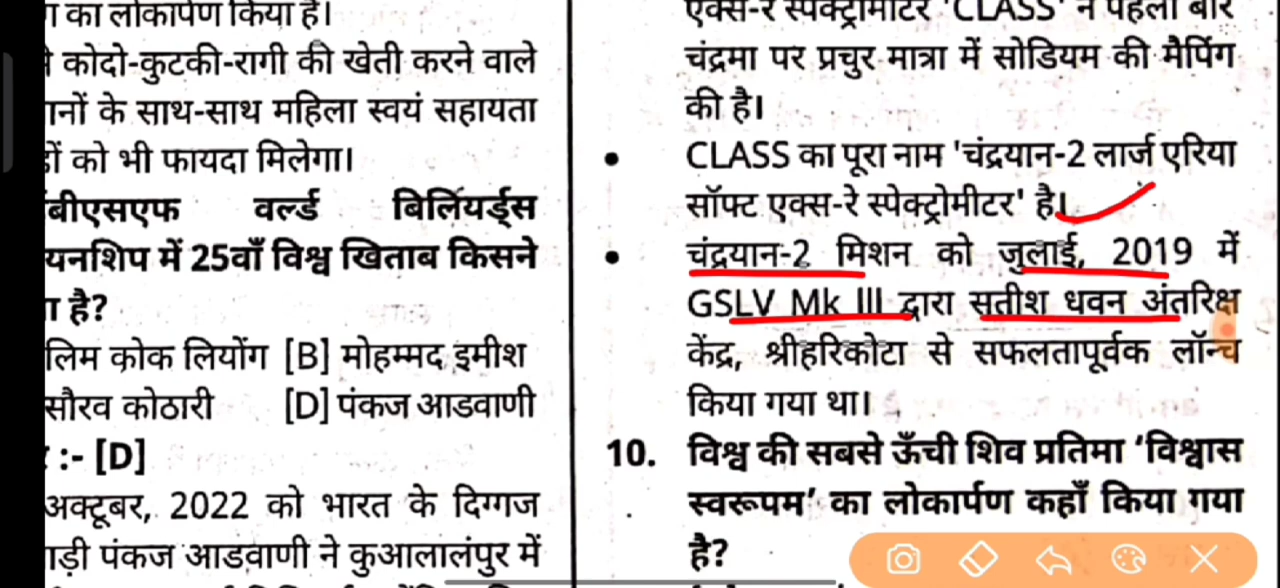 का लोकार्पण किया है।
कोदो-कुटकी-रागी की खेती करने वाले
के साथ-साथ महिला स्वयं सहायता
को भी फायदा मिलेगा।
बीएसएफ वर्ल्ड बिलियर्ड्स
में 25वाँ विश्व खिताब किसने
है?
लिम कोक लियोंग [B] मोहम्मद इमीश
सौरव कोठारी [D] पंकज आडवाणी
:- [D]
अक्टूबर, 2022 को भारत के दिग्गज
पंकज आडवाणी ने कुआलालंपुर में
एक्स-रे स्पेक्ट्रोमीटर 'CLASS' ने पहली बार
चंद्रमा पर प्रचुर मात्रा में सोडियम की मैपिंग
की है।
• CLASS का पूरा नाम 'चंद्रयान-2 लार्ज एरिया
सॉफ्ट एक्स-रे स्पेक्ट्रोमीटर' है।
• चंद्रयान-2 मिशन को जुलाई, 2019 में
GSLV Mk III द्वारा सतीश धवन अंतरिक्ष
केंद्र, श्रीहरिकोटा से सफलतापूर्वक लॉन्च
किया गया था।
10. विश्व की सबसे ऊँची शिव प्रतिमा 'विश्वास
स्वरूपम' का लोकार्पण कहाँ किया गया
है?